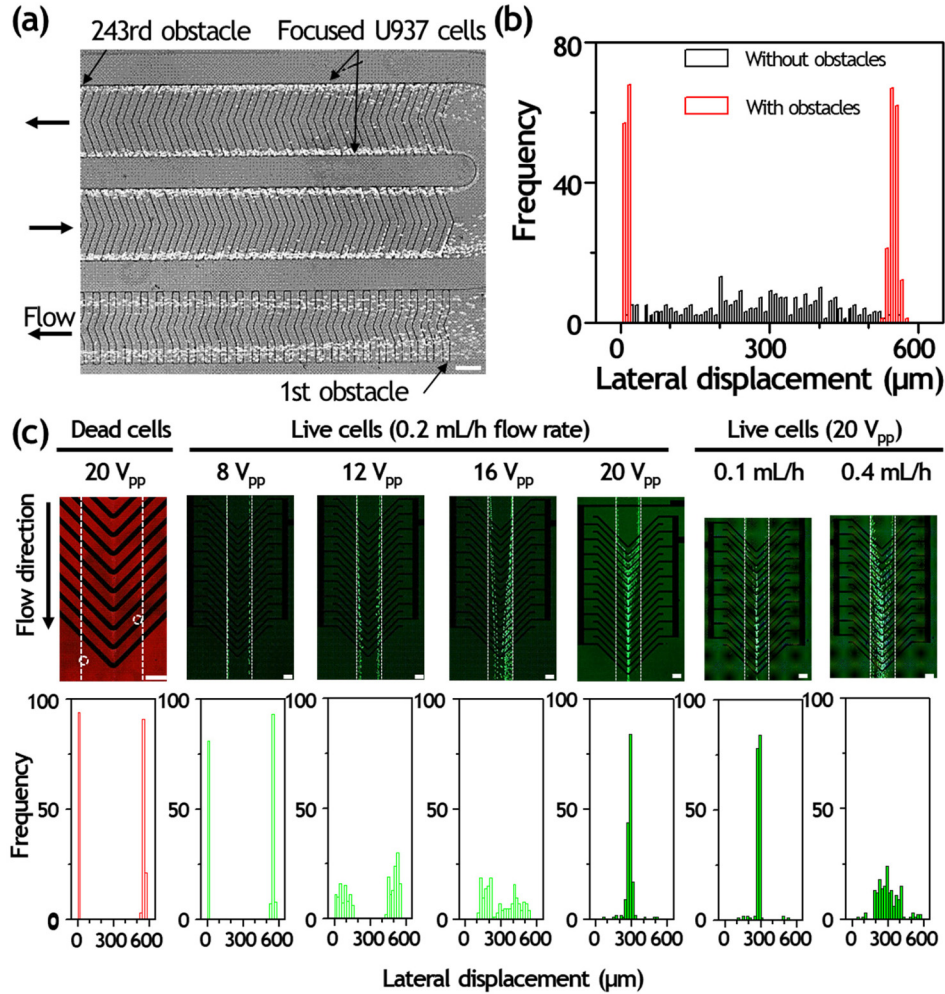 (a)
243rd obstacle Focused U937 cells
Flow
1st obstacle
(b)
80
40
0
Frequency
Without obstacles
With obstacles
0 300 600
Lateral displacement (µm)
(c)
Dead cells Live cells (0.2 mL/h flow rate) Live cells (20 Vpp)
20 Vpp 8 Vpp 12 Vpp 16 Vpp 20 Vpp 0.1 mL/h 0.4 mL/h
Flow direction
100 100 100 100 100 100 100
50 50 50 50 50 50 50
0 0 0 0 0 0 0
Frequency
0 300 600 0 300 600 0 300 600 0 300 600 0 300 600 0 300 600 0 300 600
Lateral displacement (µm)